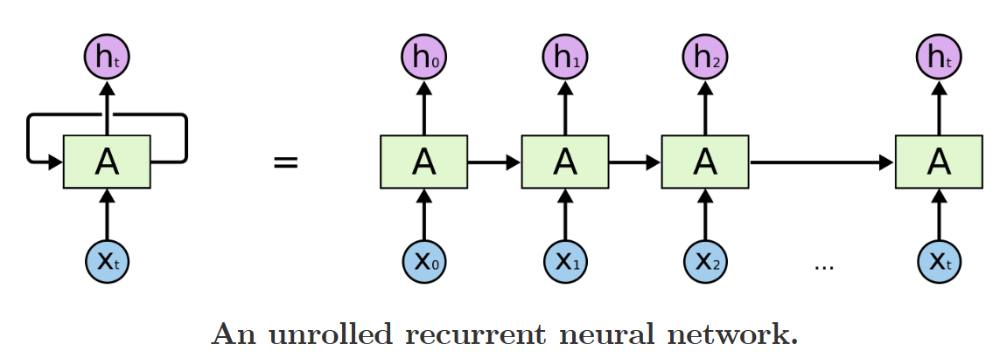 hₜ h₀ h₁ h₂ hₜ
A = A A A A
xₜ x₀ x₁ x₂ ... xₜ
An unrolled recurrent neural network.